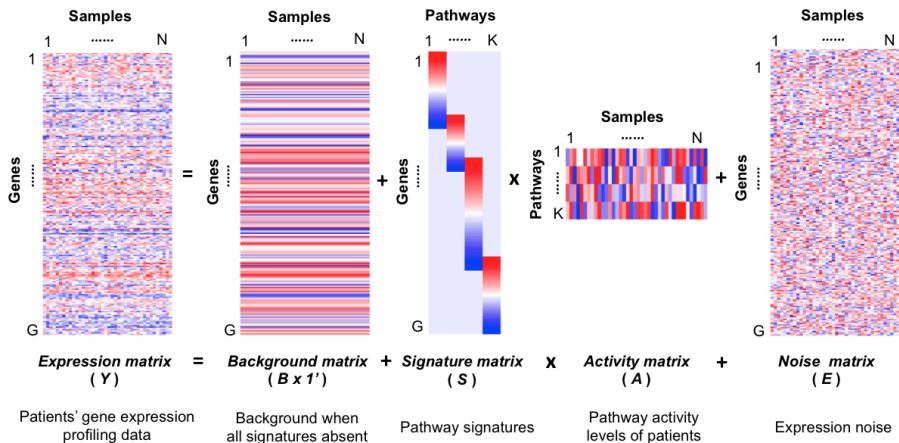 Samples
1 ...... N
Genes
1
......
G
=
Samples
1 ...... N
Genes
1
......
G
+
Pathways
1 ...... K
Genes
1
......
G
x
Samples
1 ...... N
Pathways
1
......
K
+
Samples
1 ...... N
Genes
1
......
G
Expression matrix = Background matrix + Signature matrix x Activity matrix + Noise matrix
( Y ) ( B x 1’ ) ( S ) ( A ) ( E )
Patients’ gene expression
profiling data
Background when
all signatures absent
Pathway signatures
Pathway activity
levels of patients
Expression noise